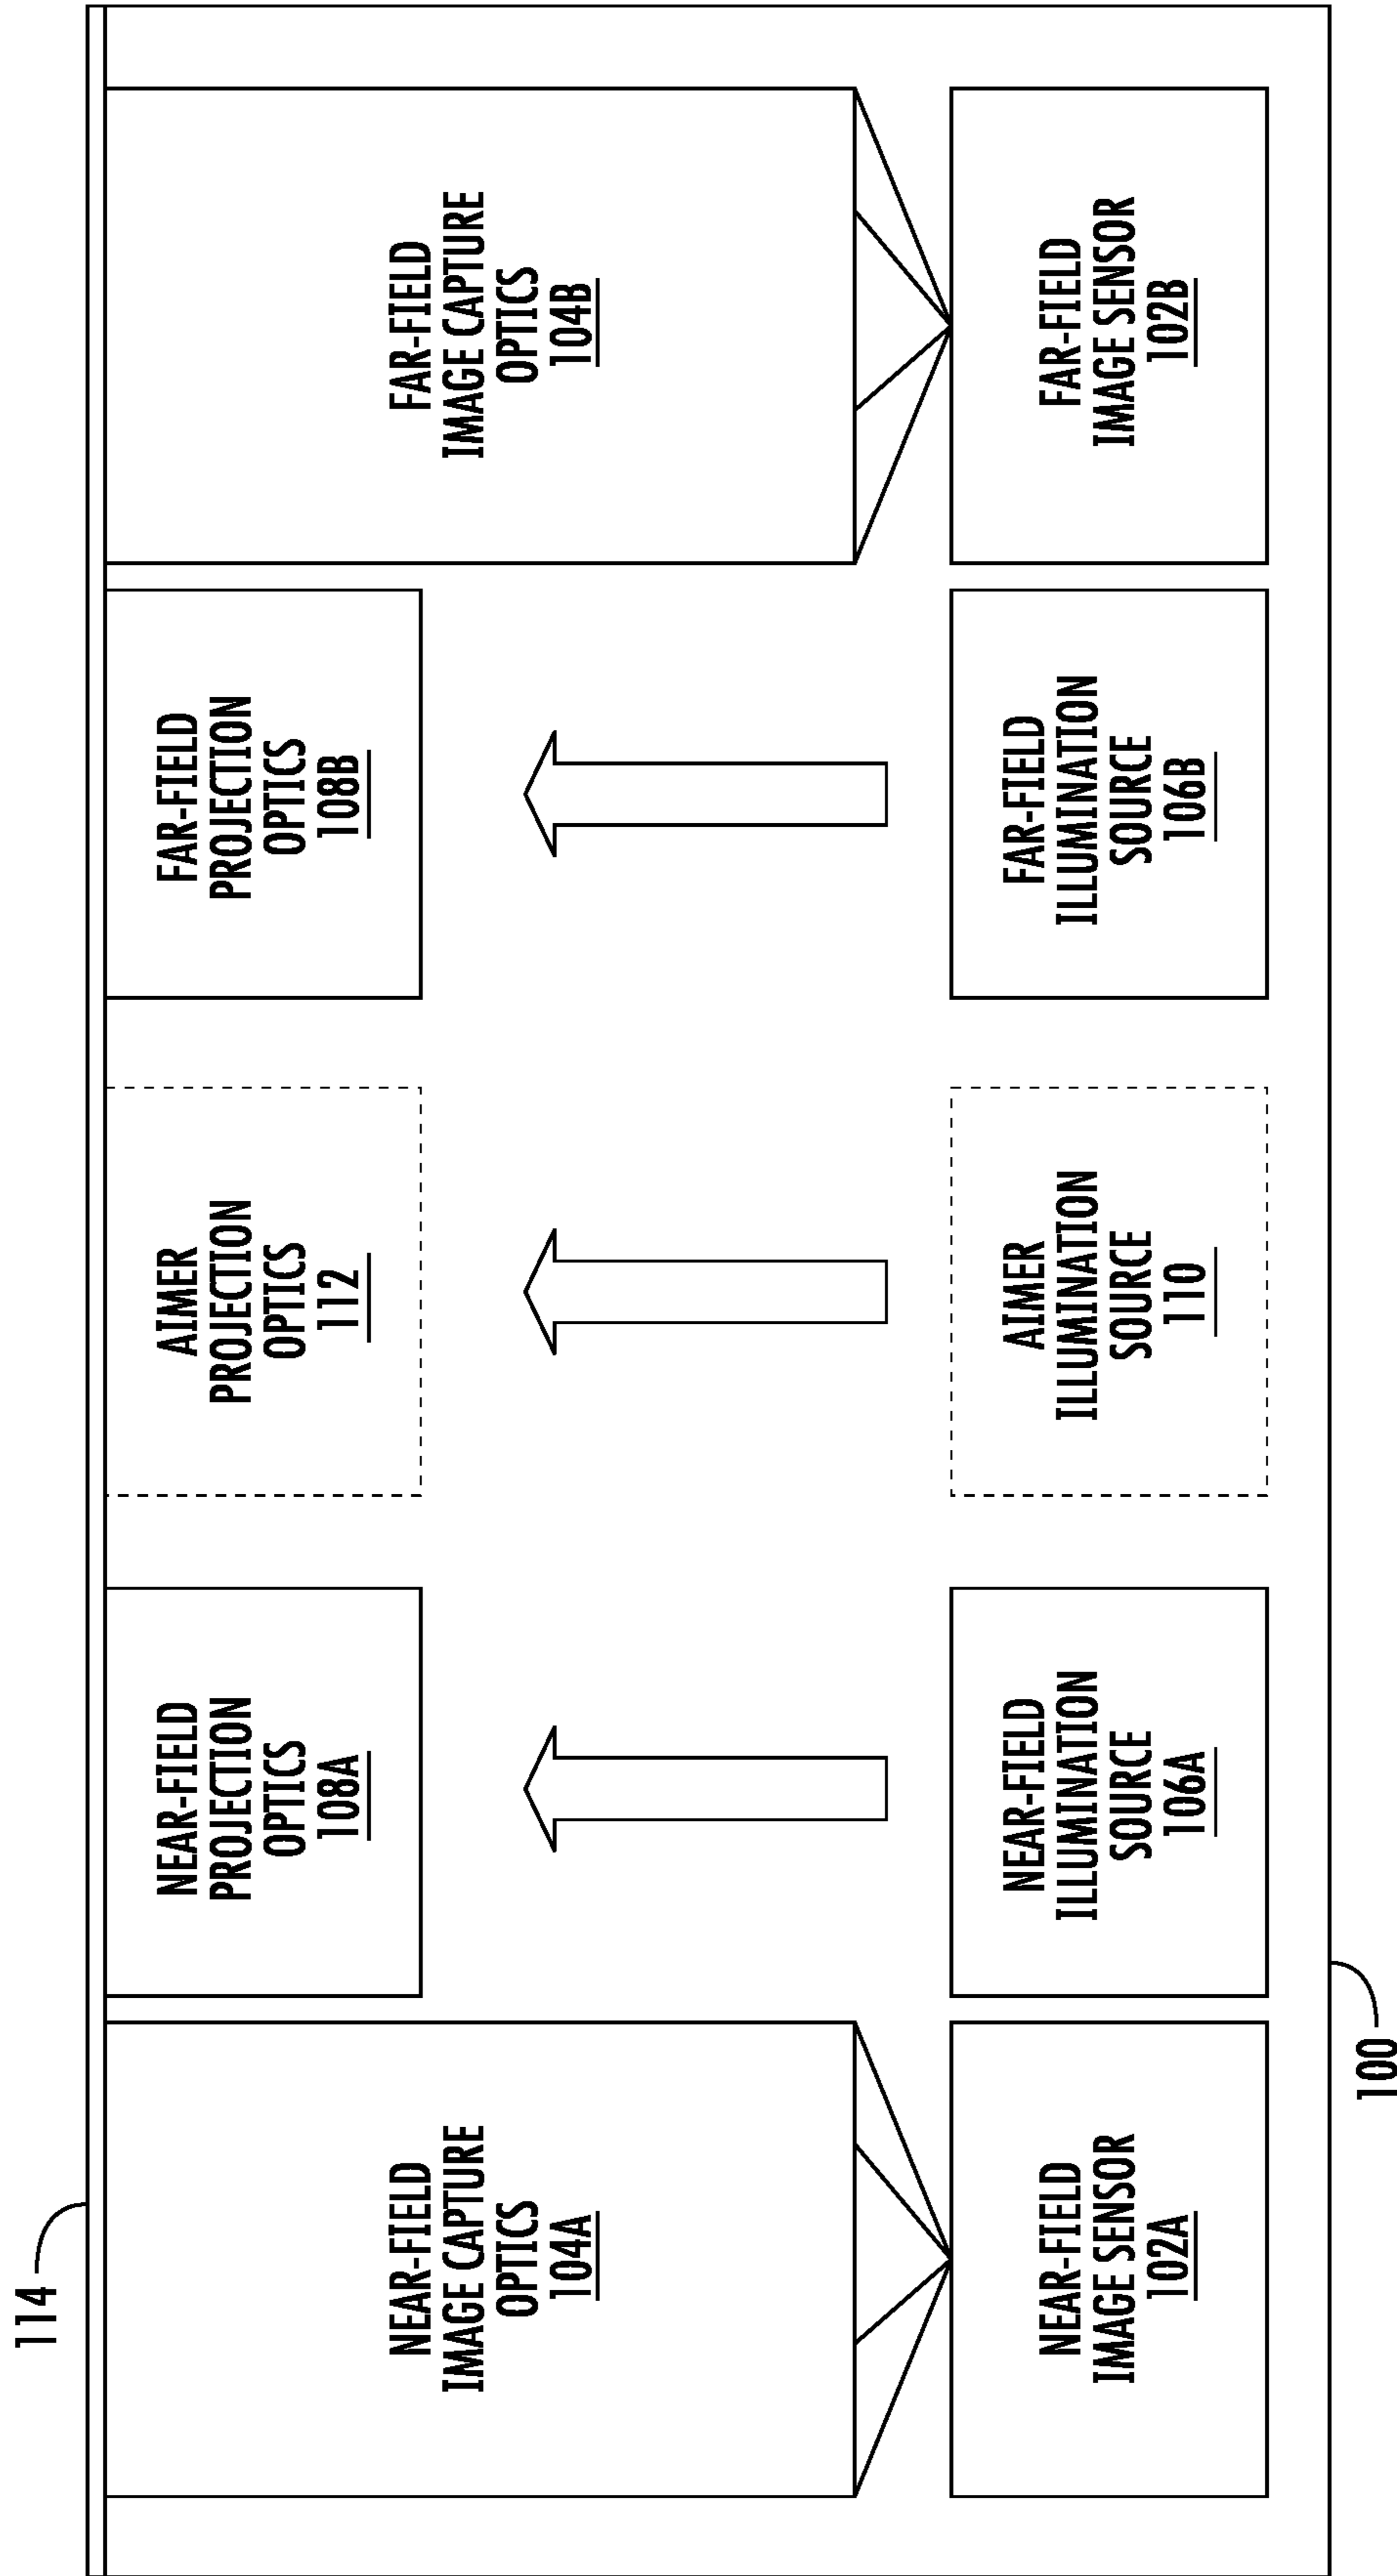 114
NEAR-FIELD
IMAGE CAPTURE
OPTICS
104A
NEAR-FIELD
PROJECTION
OPTICS
108A
AIMER
PROJECTION
OPTICS
112
FAR-FIELD
PROJECTION
OPTICS
108B
FAR-FIELD
IMAGE CAPTURE
OPTICS
104B
NEAR-FIELD
IMAGE SENSOR
102A
NEAR-FIELD
ILLUMINATION
SOURCE
106A
AIMER
ILLUMINATION
SOURCE
110
FAR-FIELD
ILLUMINATION
SOURCE
106B
FAR-FIELD
IMAGE SENSOR
102B
100